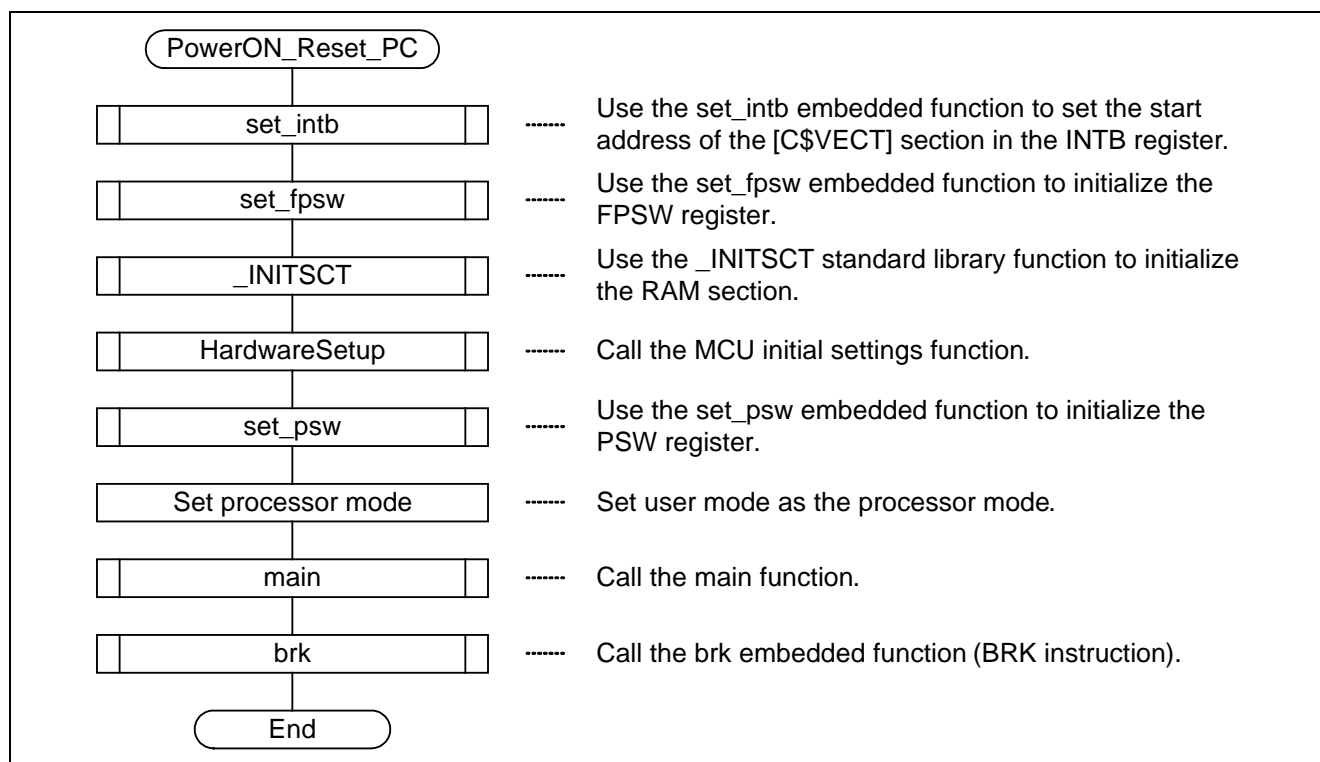 PowerON_Reset_PC
set_intb
Use the set_intb embedded function to set the start
address of the [C$VECT] section in the INTB register.
set_fpsw
Use the set_fpsw embedded function to initialize the
FPSW register.
_INITSCT
Use the _INITSCT standard library function to initialize
the RAM section.
HardwareSetup
Call the MCU initial settings function.
set_psw
Use the set_psw embedded function to initialize the
PSW register.
Set processor mode
Set user mode as the processor mode.
main
Call the main function.
brk
Call the brk embedded function (BRK instruction).
End